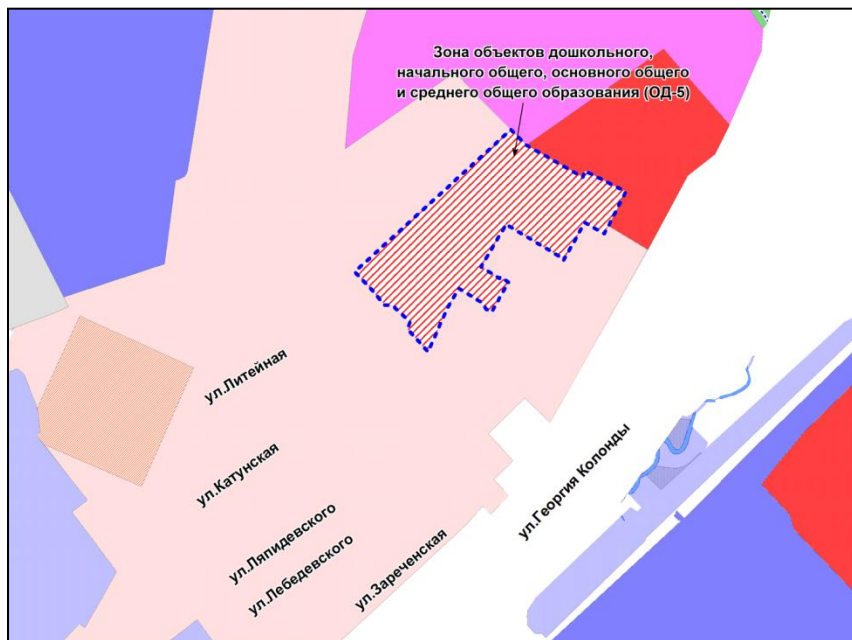 Зона объектов дошкольного,
начального общего, основного общего
и среднего общего образования (ОД-5)
ул.Литейная
ул.Катунская
ул.Ляпидевского
ул.Лебедевского
ул.Зареченская
ул.Георгия Колонды